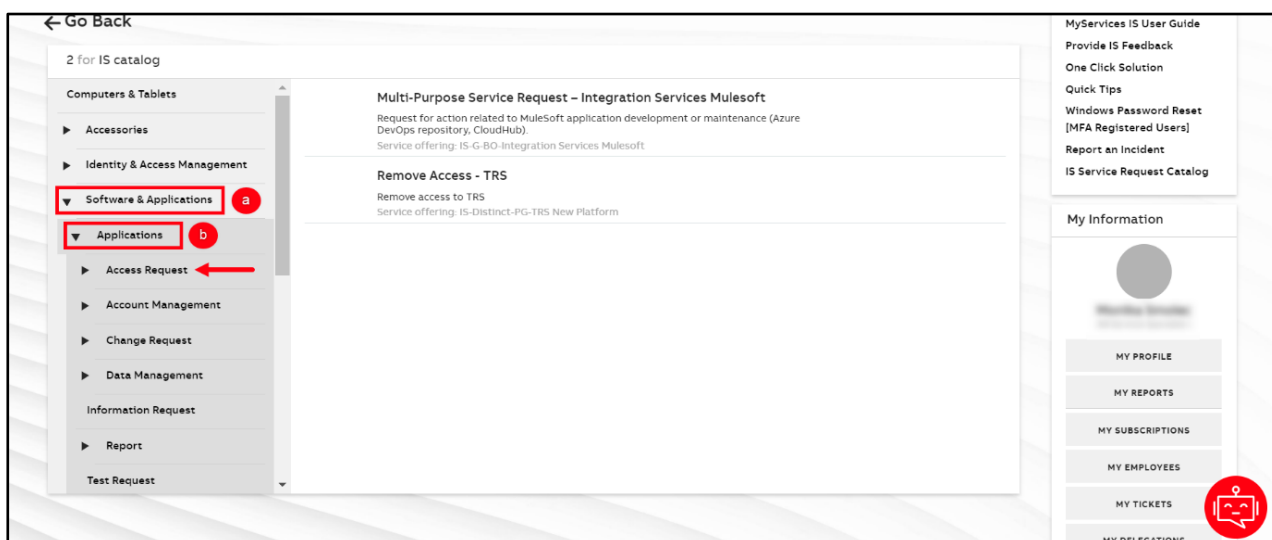 Go Back
2 for IS catalog
Computers & Tablets
Accessories
Identity & Access Management
Software & Applications
a
Applications
b
Access Request
Account Management
Change Request
Data Management
Information Request
Report
Test Request
Multi-Purpose Service Request – Integration Services Mulesoft
Request for action related to MuleSoft application development or maintenance (Azure
DevOps repository, CloudHub).
Service offering: IS-G-BO-Integration Services Mulesoft
Remove Access - TRS
Remove access to TRS
Service offering: IS-Distinct-PG-TRS New Platform
MyServices IS User Guide
Provide IS Feedback
One Click Solution
Quick Tips
Windows Password Reset
[MFA Registered Users]
Report an Incident
IS Service Request Catalog
My Information
MY PROFILE
MY REPORTS
MY SUBSCRIPTIONS
MY EMPLOYEES
MY TICKETS
MY DELEGATIONS